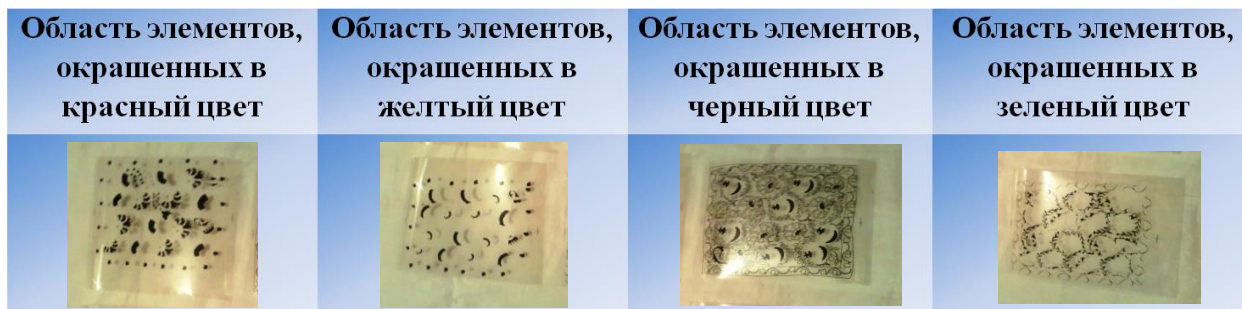 Область элементов,
окрашенных в
красный цвет
Область элементов,
окрашенных в
желтый цвет
Область элементов,
окрашенных в
черный цвет
Область элементов,
окрашенных в
зеленый цвет